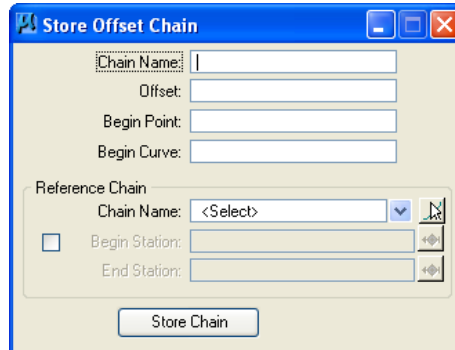 Store Offset Chain
Chain Name:
Offset:
Begin Point:
Begin Curve:
Reference Chain
Chain Name: <Select>
Begin Station:
End Station:
Store Chain